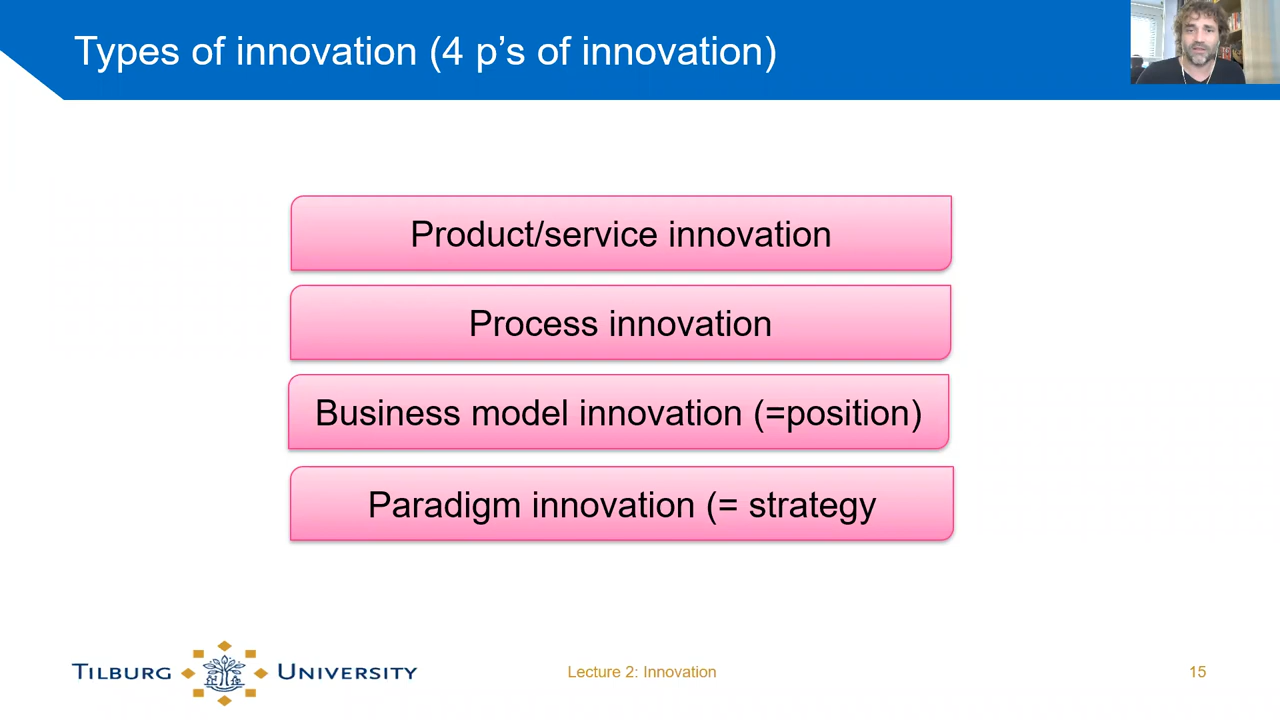 Types of innovation (4 p’s of innovation)
Product/service innovation
Process innovation
Business model innovation (=position)
Paradigm innovation (= strategy
TILBURG UNIVERSITY
Lecture 2: Innovation
15